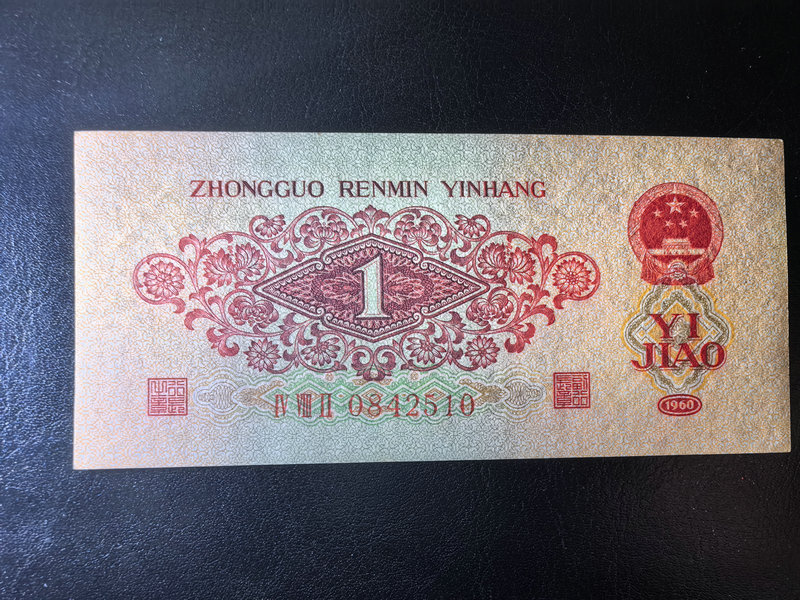 ZHONGGUO RENMIN YINHANG
1
YI
JIAO
IV VIII II 0842510
1960